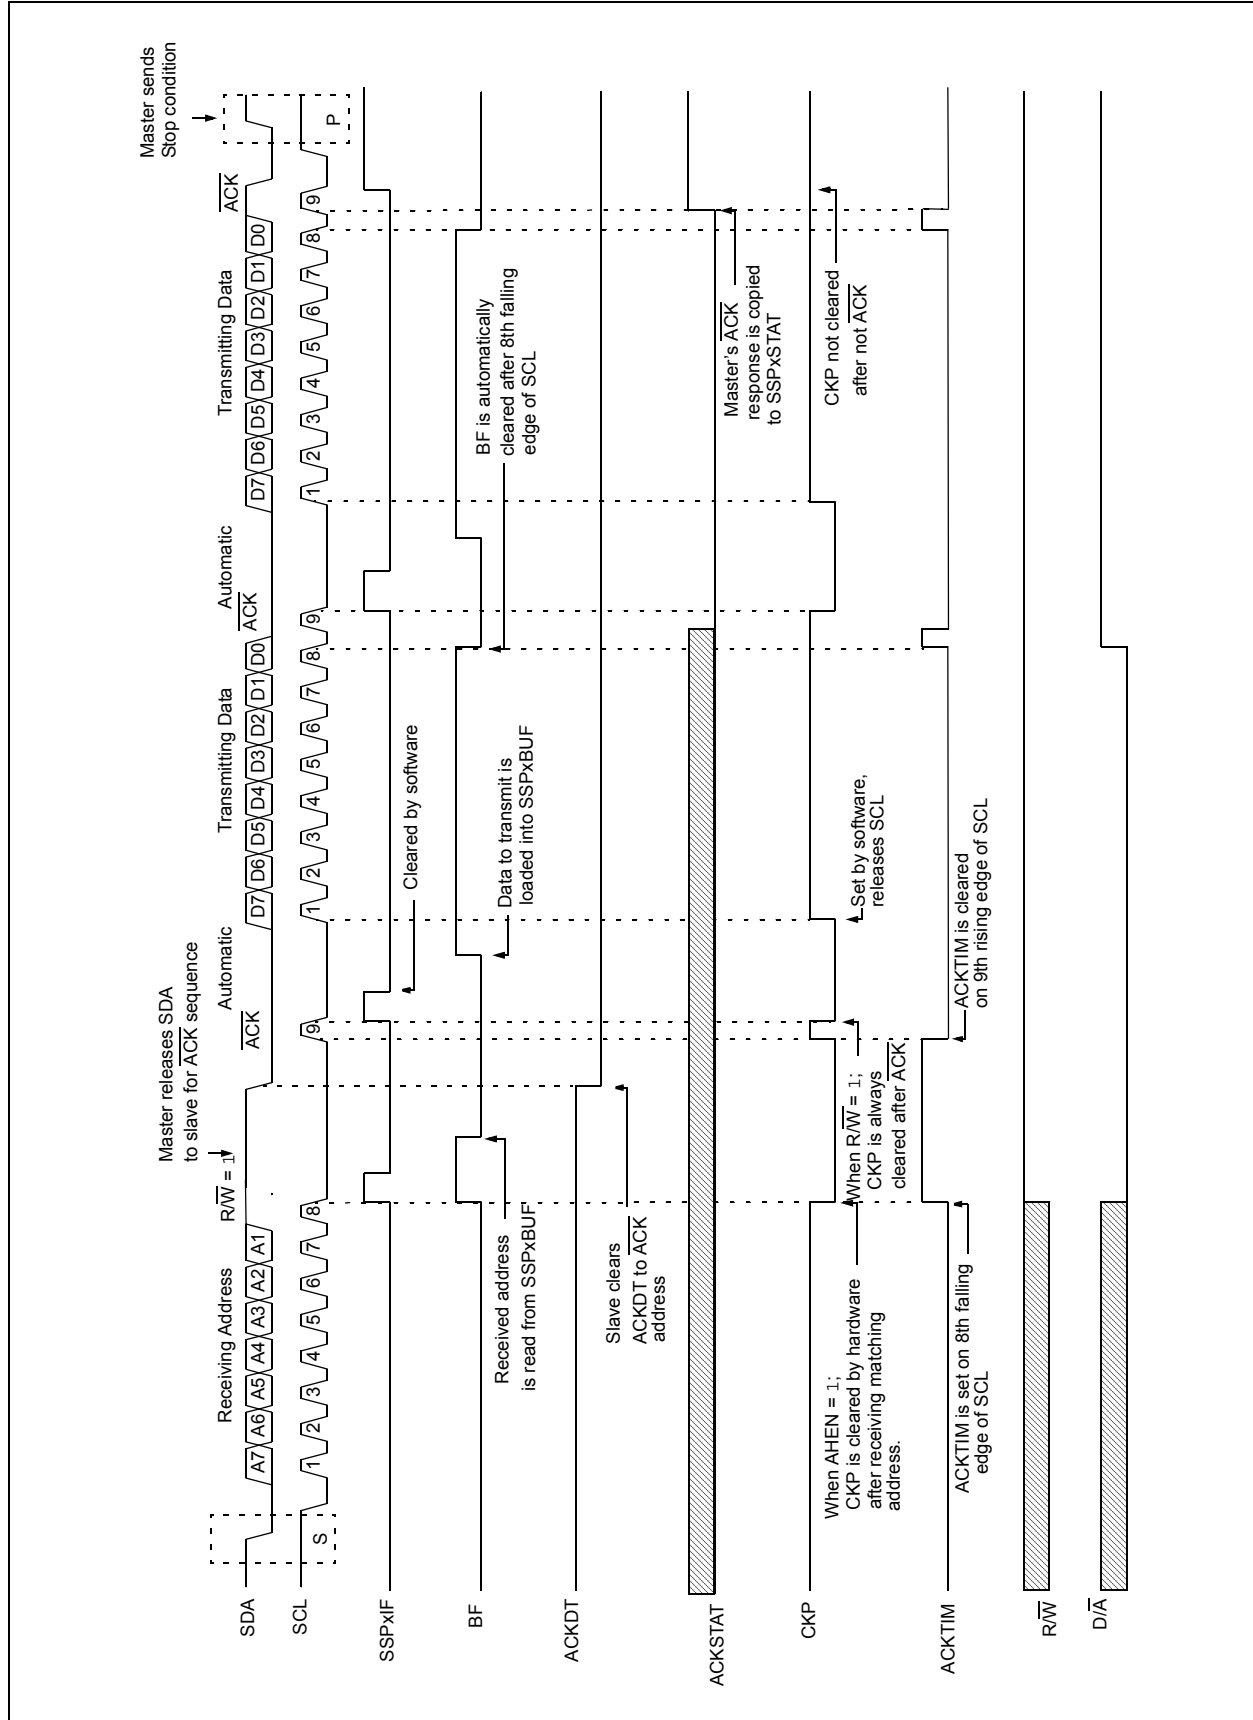 Master sends
Stop condition
Master releases SDA
to slave for ACK sequence
Receiving Address
R/W = 1
ACK
Automatic
Transmitting Data
ACK
Automatic
Transmitting Data
ACK
SDA
A7 A6 A5 A4 A3 A2 A1
D7 D6 D5 D4 D3 D2 D1 D0
D7 D6 D5 D4 D3 D2 D1 D0
SCL
S
1 2 3 4 5 6 7 8 9
1 2 3 4 5 6 7 8 9
1 2 3 4 5 6 7 8 9
P
SSPxIF
Cleared by software
BF
Received address
is read from SSPxBUF
Data to transmit is
loaded into SSPxBUF
BF is automatically
cleared after 8th falling
edge of SCL
ACKDT
Slave clears
ACKDT to ACK
address
ACKSTAT
Master's ACK
response is copied
to SSPxSTAT
CKP
When AHEN = 1;
CKP is cleared by hardware
after receiving matching
address.
When R/W = 1;
CKP is always
cleared after ACK
Set by software,
releases SCL
CKP not cleared
after not ACK
ACKTIM
ACKTIM is set on 8th falling
edge of SCL
ACKTIM is cleared
on 9th rising edge of SCL
R/W
D/A